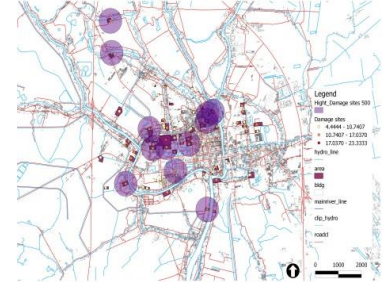 Legend
Hight_Damage sites 500
Damage sites
4.4444 - 10.7407
10.7407 - 17.0370
17.0370 - 23.3333
hydro_line
area
bldg
mainriver_line
clip_hydro
roadcl
0 1000 2000